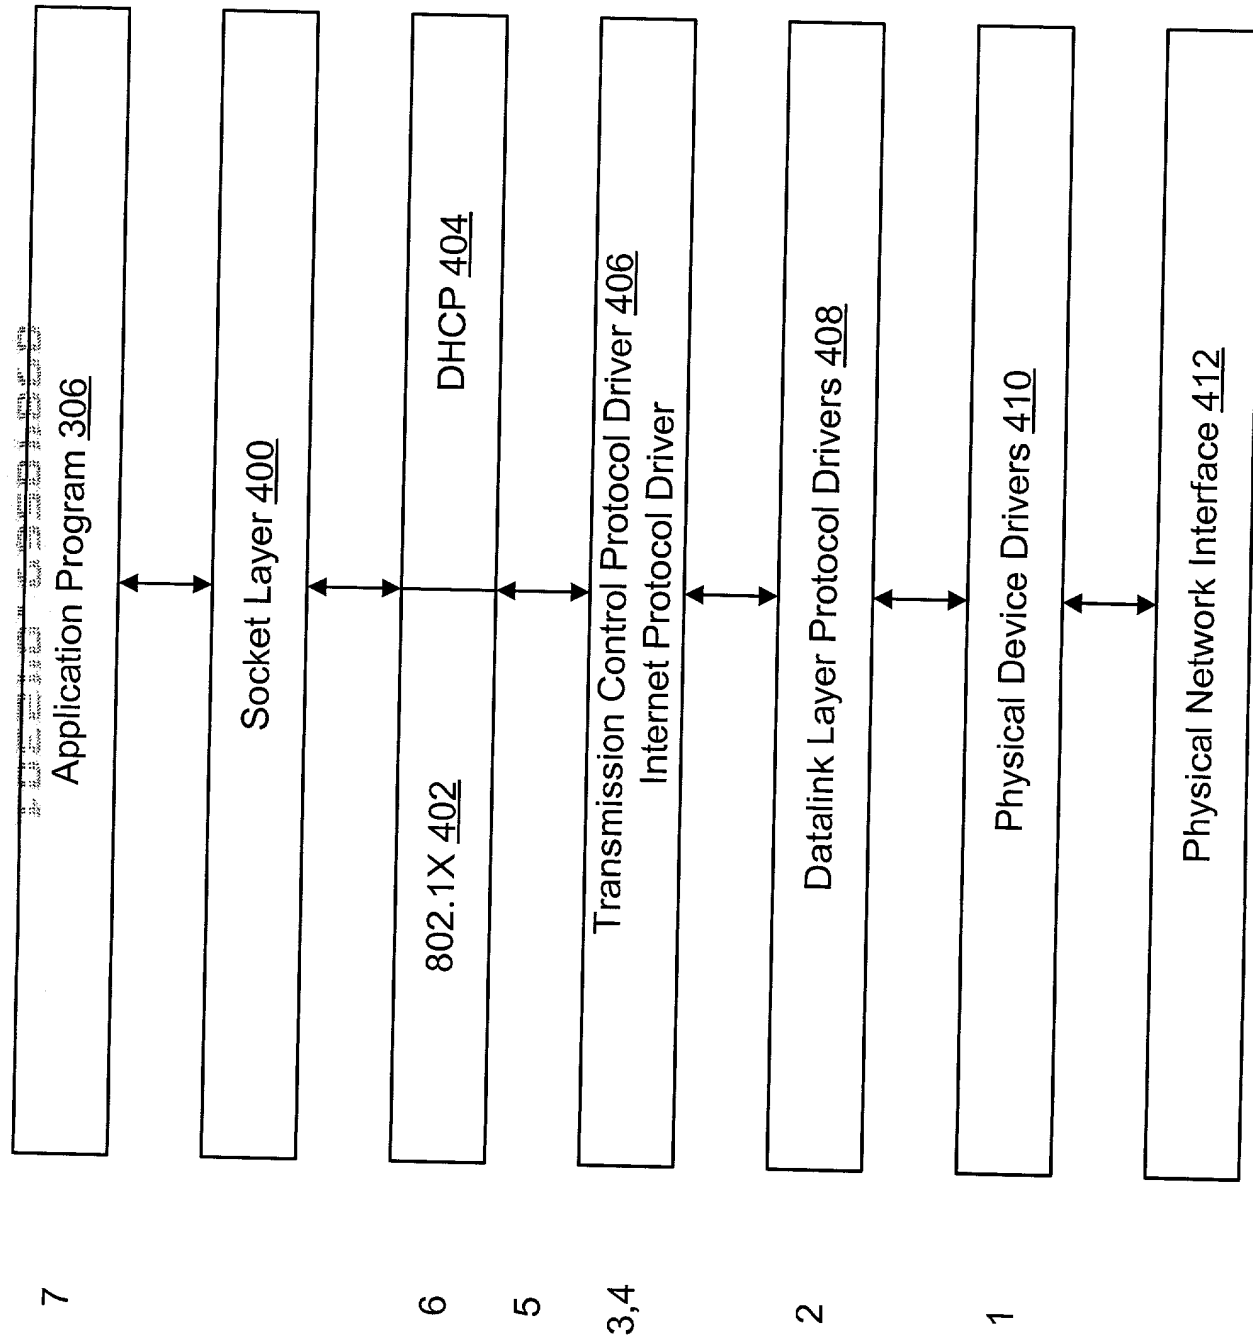 7
Application Program 306
Socket Layer 400
6
802.1X 402
DHCP 404
5
3,4
Transmission Control Protocol Driver 406
Internet Protocol Driver
2
Datalink Layer Protocol Drivers 408
1
Physical Device Drivers 410
Physical Network Interface 412